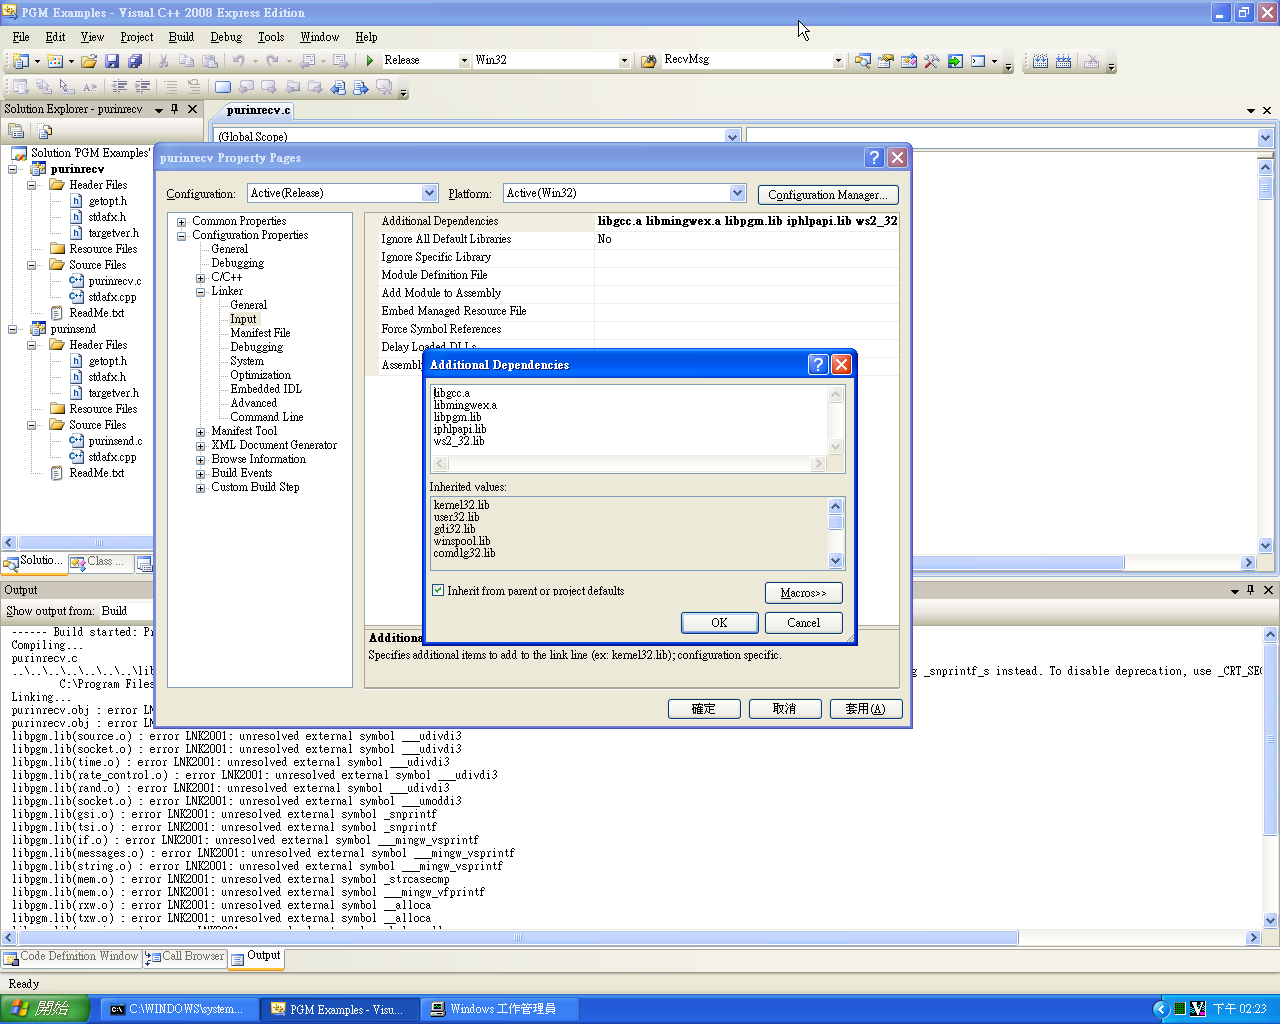 PGM Examples - Visual C++ 2008 Express Edition
File Edit View Project Build Debug Tools Window Help
Release Win32 RecvMsg
Solution Explorer - purinrecv
purinrecv.c
(Global Scope)
Solution 'PGM Examples'
purinrecv
Header Files
getopt.h
stdafx.h
targetver.h
Resource Files
Source Files
purinrecv.c
stdafx.cpp
ReadMe.txt
purinsend
Header Files
getopt.h
stdafx.h
targetver.h
Resource Files
Source Files
purinsend.c
stdafx.cpp
ReadMe.txt
Solutio... Class ...
purinrecv Property Pages
Configuration: Active(Release) Platform: Active(Win32) Configuration Manager...
Common Properties
Configuration Properties
General
Debugging
C/C++
Linker
General
Input
Manifest File
Debugging
System
Optimization
Embedded IDL
Advanced
Command Line
Manifest Tool
XML Document Generator
Browse Information
Build Events
Custom Build Step
Additional Dependencies libgcc.a libmingwex.a libpgm.lib iphlpapi.lib ws2_32
Ignore All Default Libraries No
Ignore Specific Library
Module Definition File
Add Module to Assembly
Embed Managed Resource File
Force Symbol References
Delay Loaded DLLs
Assembl
Additional Dependencies
libgcc.a
libmingwex.a
libpgm.lib
iphlpapi.lib
ws2_32.lib
Inherited values:
kernel32.lib
user32.lib
gdi32.lib
winspool.lib
comdlg32.lib
Inherit from parent or project defaults Macros>>
OK Cancel
Additiona
Specifies additional items to add to the link line (ex: kernel32.lib); configuration specific.
確定 取消 套用(A)
Output
Show output from: Build
------ Build started: Pr
Compiling...
purinrecv.c
..\..\..\..\..\..\lib g _snprintf_s instead. To disable deprecation, use _CRT_SEC
C:\Program Files
Linking...
purinrecv.obj : error LN
purinrecv.obj : error LN
libpgm.lib(source.o) : error LNK2001: unresolved external symbol ___udivdi3
libpgm.lib(socket.o) : error LNK2001: unresolved external symbol ___udivdi3
libpgm.lib(time.o) : error LNK2001: unresolved external symbol ___udivdi3
libpgm.lib(rate_control.o) : error LNK2001: unresolved external symbol ___udivdi3
libpgm.lib(rand.o) : error LNK2001: unresolved external symbol ___udivdi3
libpgm.lib(socket.o) : error LNK2001: unresolved external symbol ___umoddi3
libpgm.lib(gsi.o) : error LNK2001: unresolved external symbol _snprintf
libpgm.lib(tsi.o) : error LNK2001: unresolved external symbol _snprintf
libpgm.lib(if.o) : error LNK2001: unresolved external symbol ___mingw_vsprintf
libpgm.lib(messages.o) : error LNK2001: unresolved external symbol ___mingw_vsprintf
libpgm.lib(string.o) : error LNK2001: unresolved external symbol ___mingw_vsprintf
libpgm.lib(mem.o) : error LNK2001: unresolved external symbol _strcasecmp
libpgm.lib(mem.o) : error LNK2001: unresolved external symbol ___mingw_vfprintf
libpgm.lib(rxw.o) : error LNK2001: unresolved external symbol __alloca
libpgm.lib(txw.o) : error LNK2001: unresolved external symbol __alloca
Code Definition Window Call Browser Output
Ready
開始 C:\WINDOWS\system... PGM Examples - Visu... Windows 工作管理員 下午 02:23